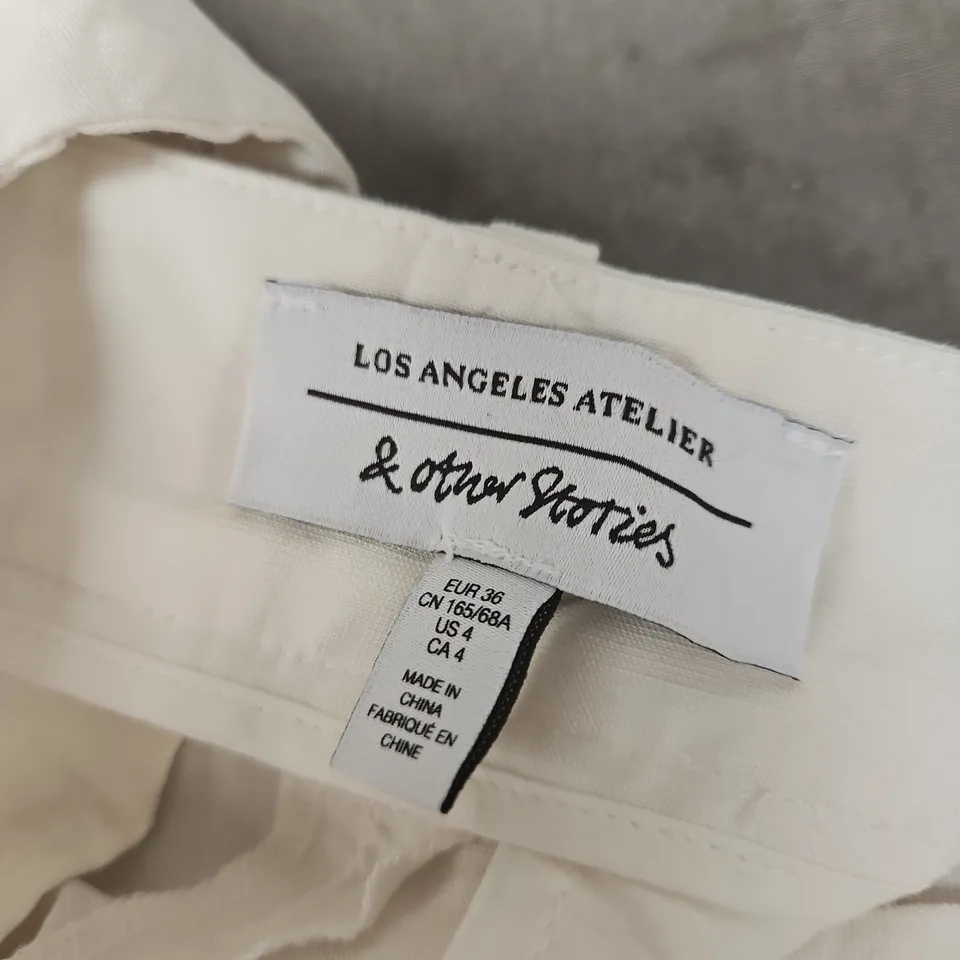 LOS ANGELES ATELIER
& other Stories
EUR 36
CN 165/68A
US 4
CA 4
MADE IN
CHINA
FABRIQUÉ EN
CHINE